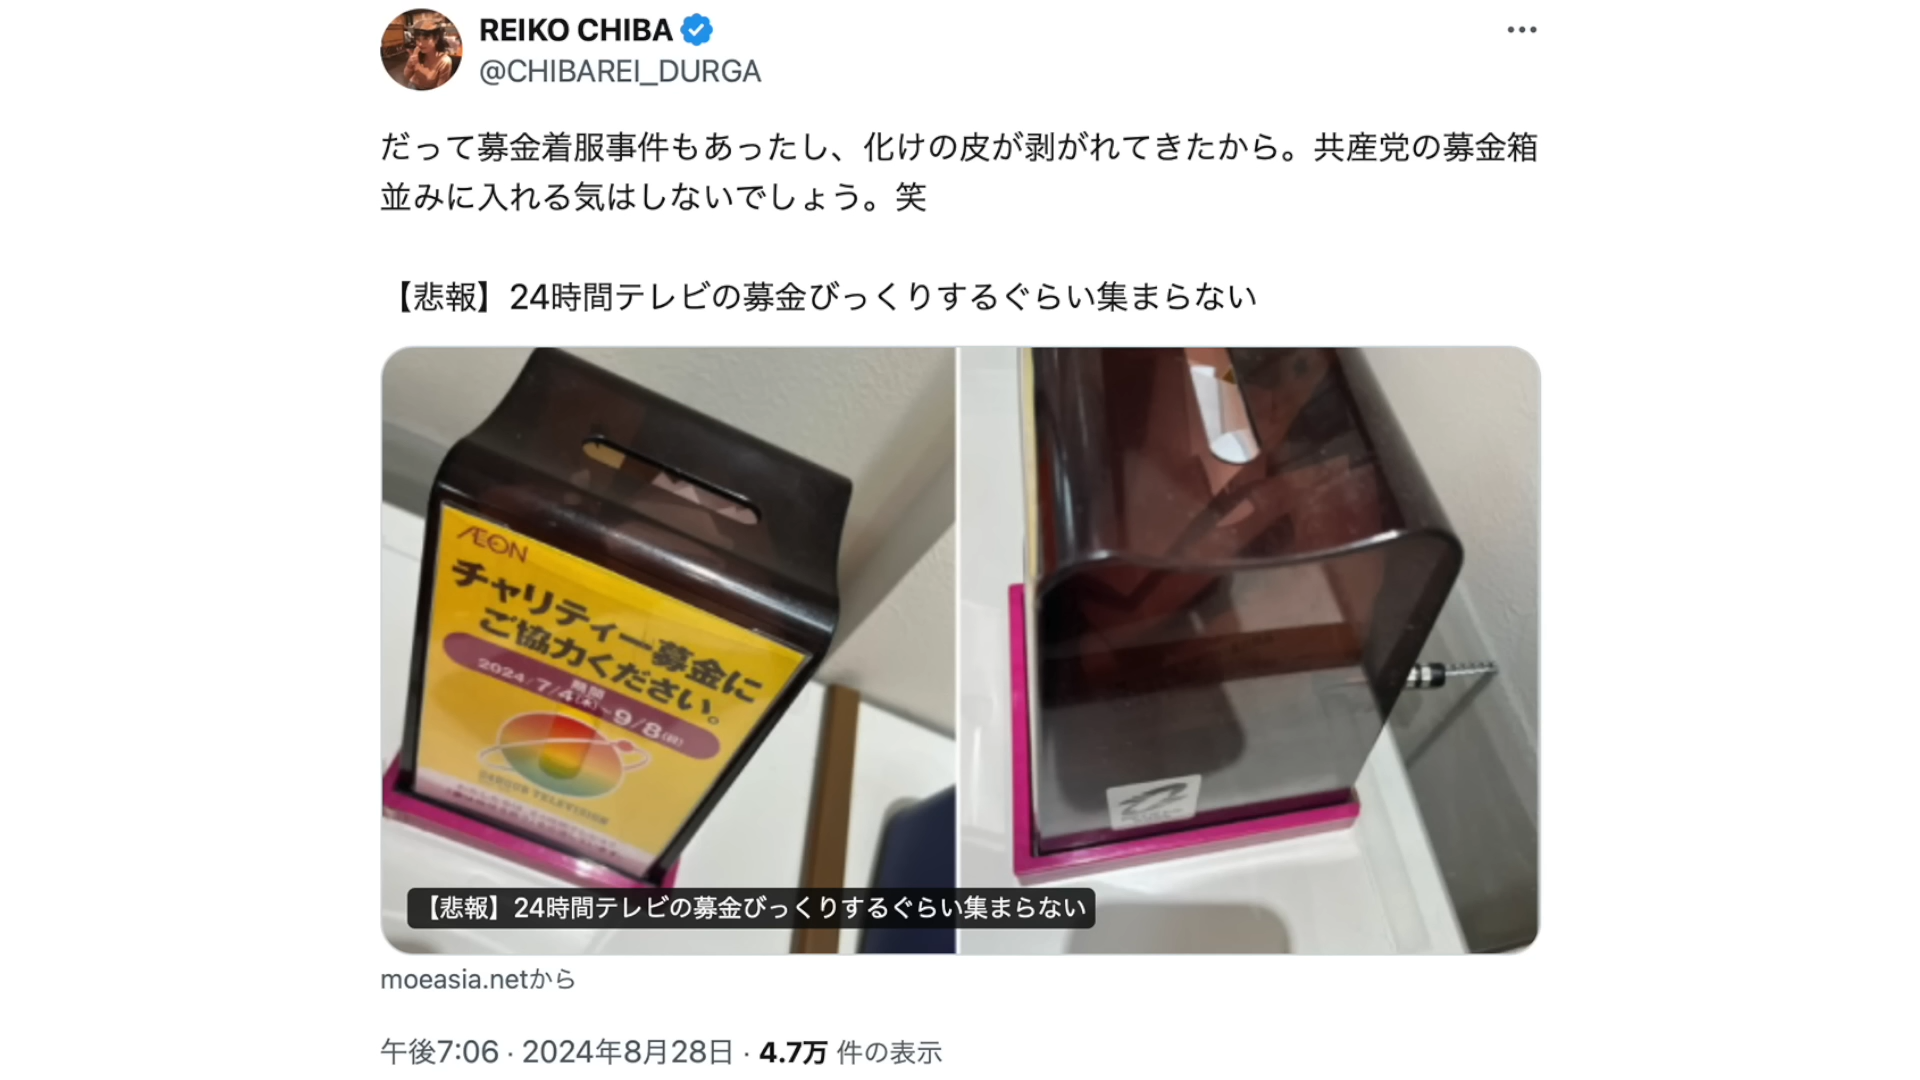 REIKO CHIBA
@CHIBAREI_DURGA
だって募金着服事件もあったし、化けの皮が剥がれてきたから。共産党の募金箱
並みに入れる気はしないでしょう。笑
【悲報】24時間テレビの募金びっくりするぐらい集まらない
ÆON
チャリティー募金に
ご協力ください。
期間
2024/7/4(木)~9/8(日)
24HOUR TELEVISION
【悲報】24時間テレビの募金びっくりするぐらい集まらない
moeasia.netから
午後7:06 · 2024年8月28日 · 4.7万 件の表示